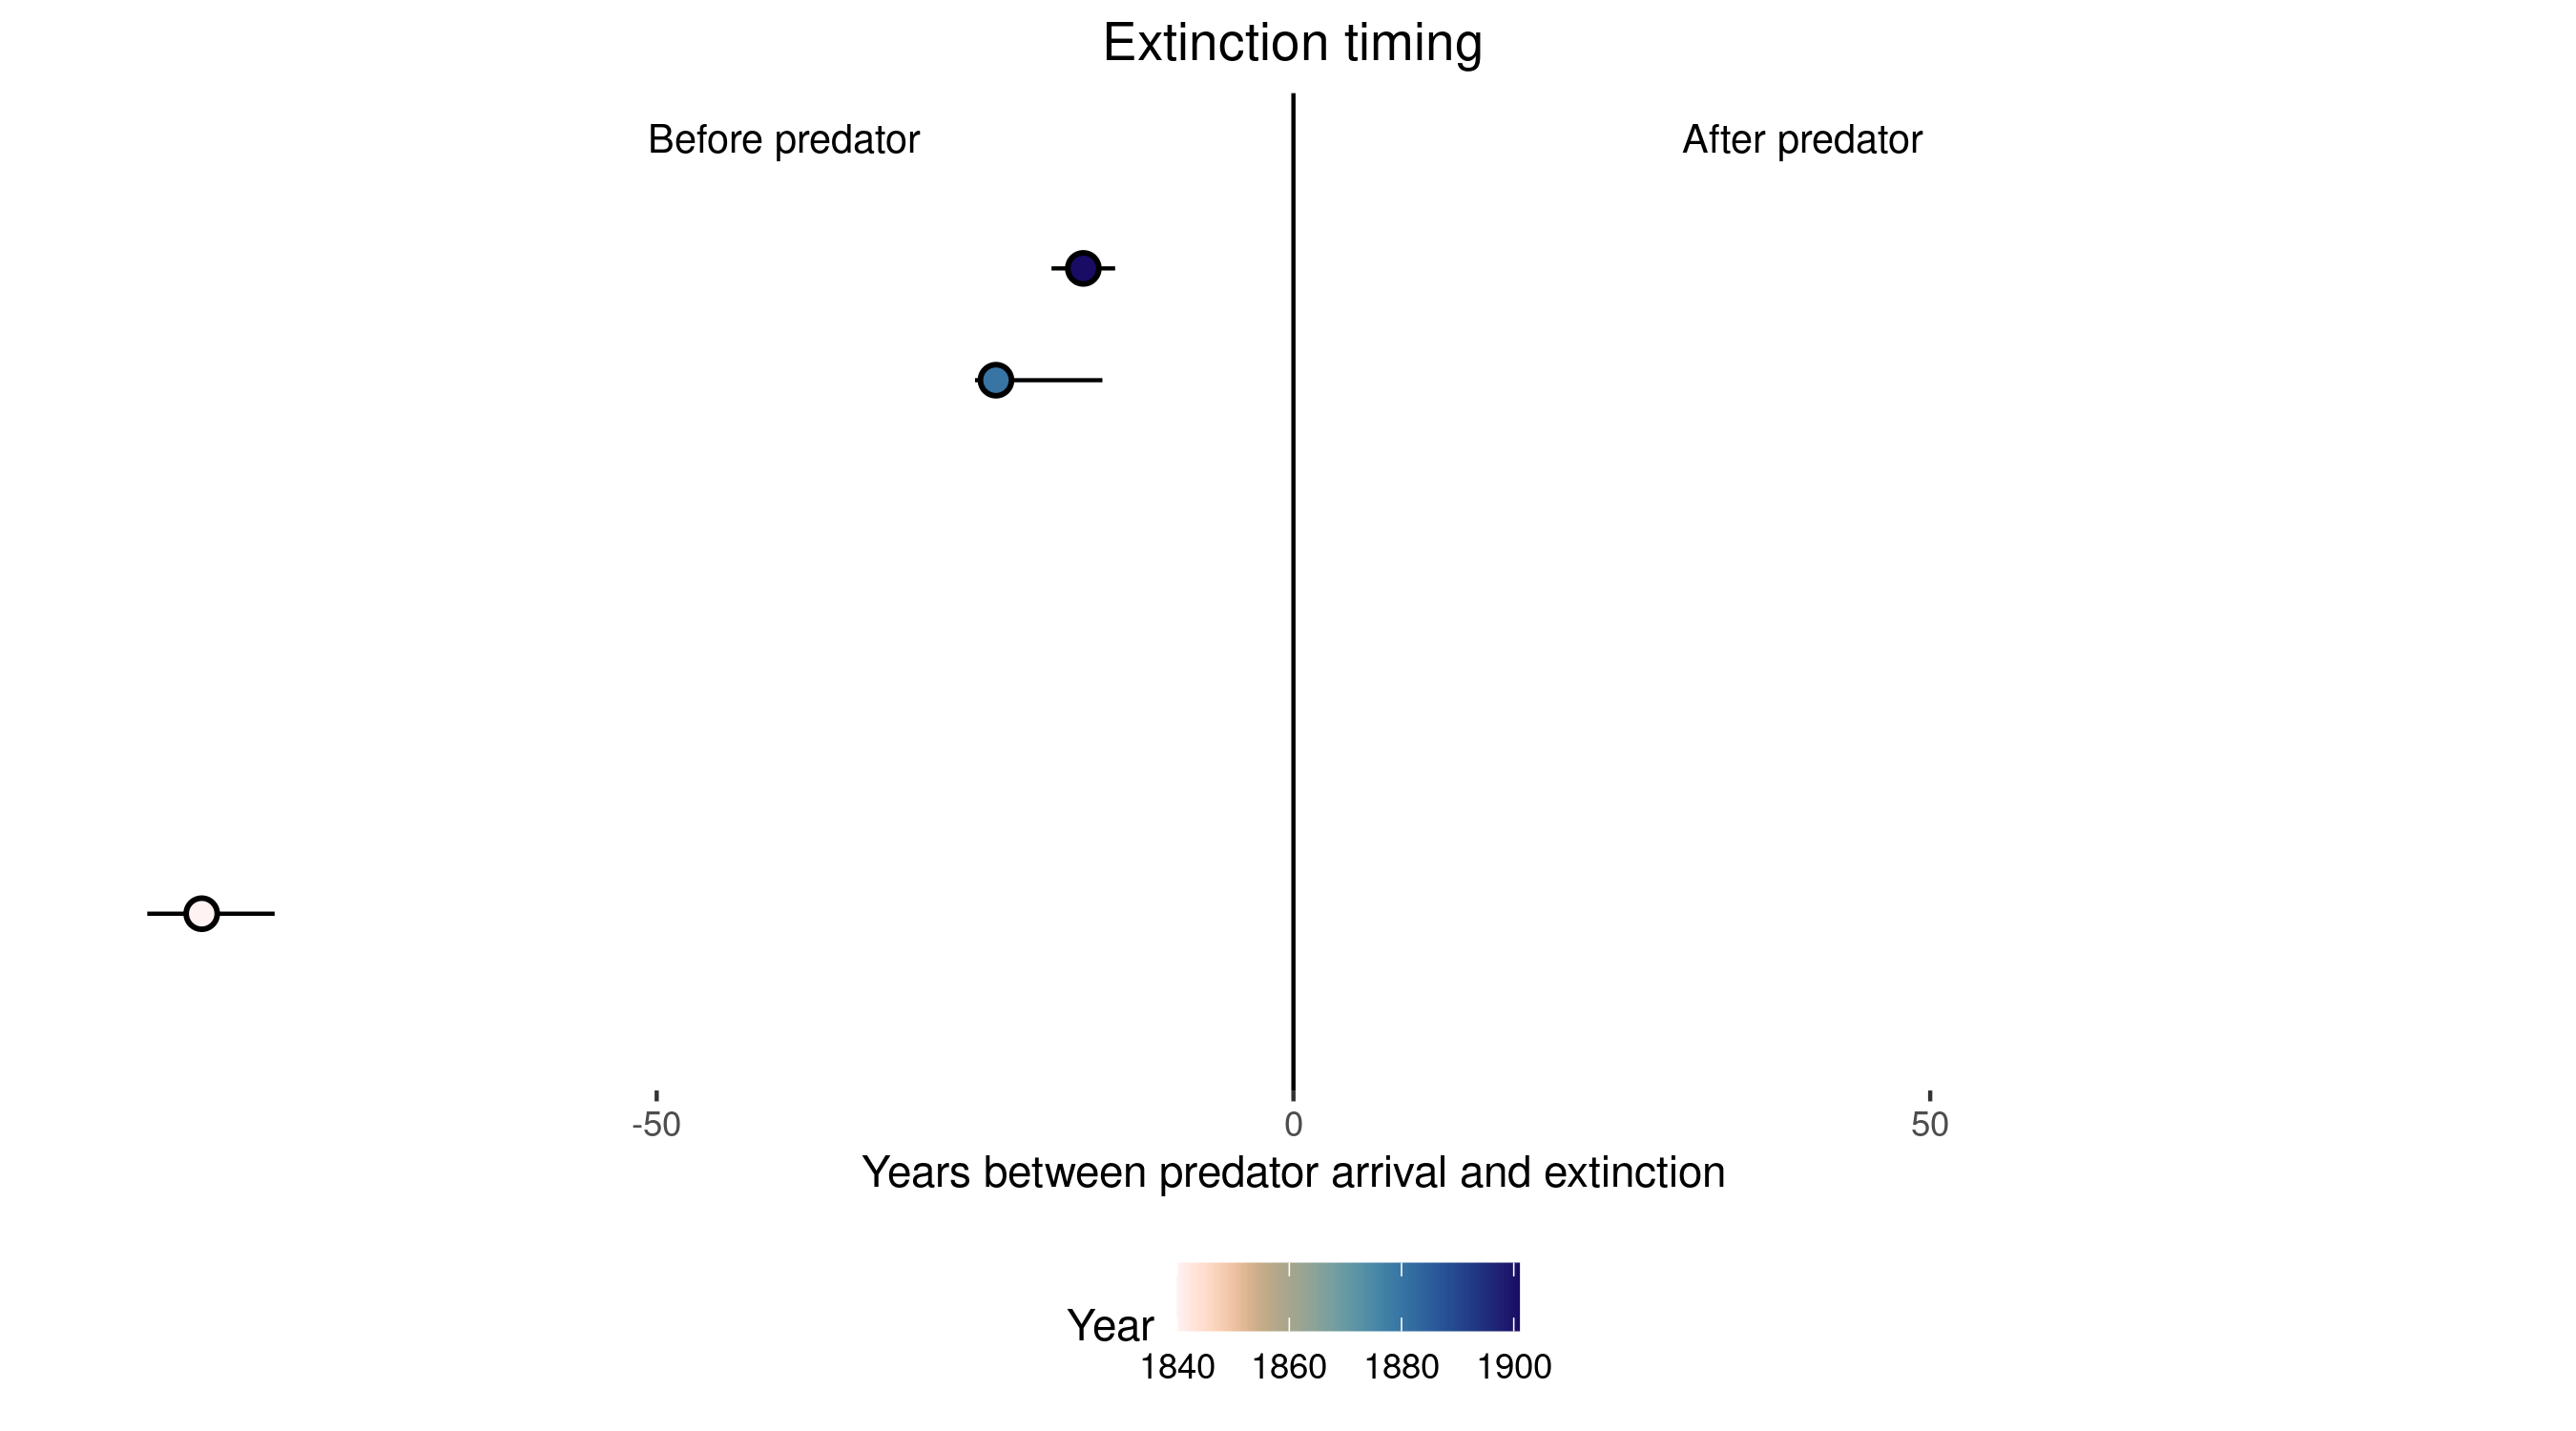 Extinction timing
Before predator
After predator
-50
0
50
Years between predator arrival and extinction
Year
1840
1860
1880
1900